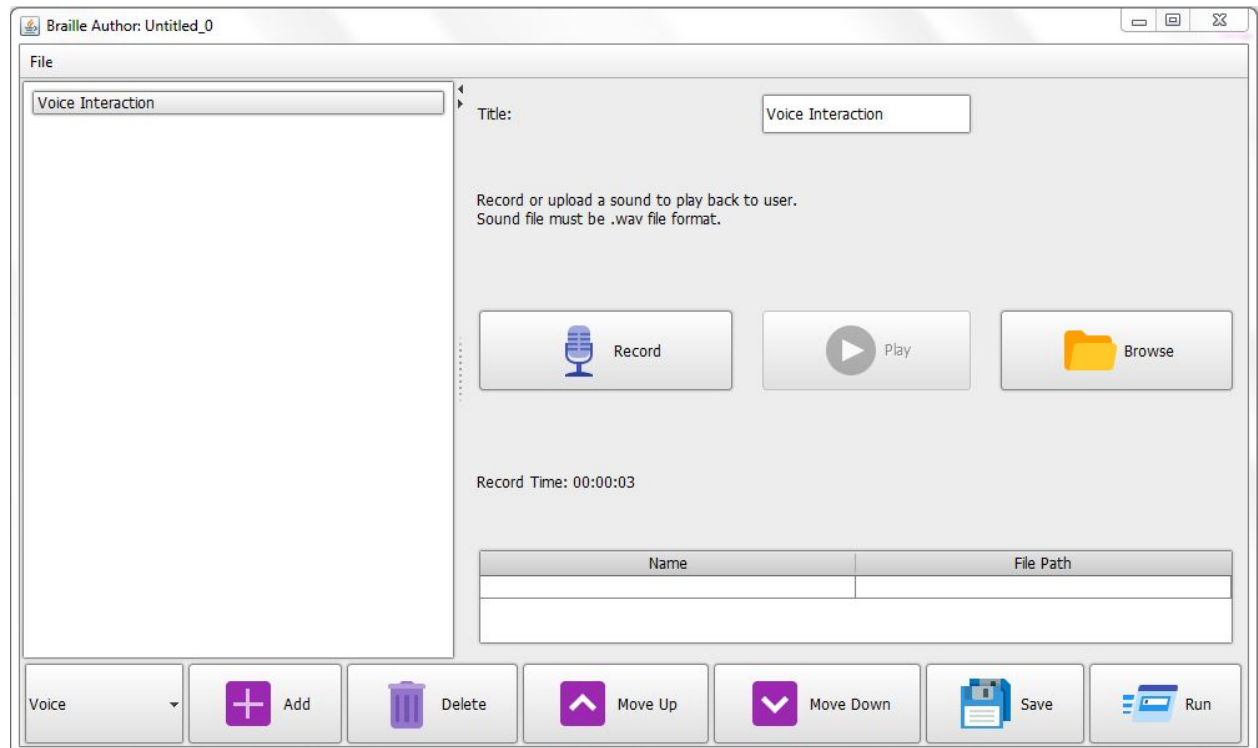 Braille Author: Untitled_0
File
Voice Interaction
Title:
Voice Interaction
Record or upload a sound to play back to user.
Sound file must be .wav file format.
Record
Play
Browse
Record Time: 00:00:03
Name
File Path
Voice
Add
Delete
Move Up
Move Down
Save
Run